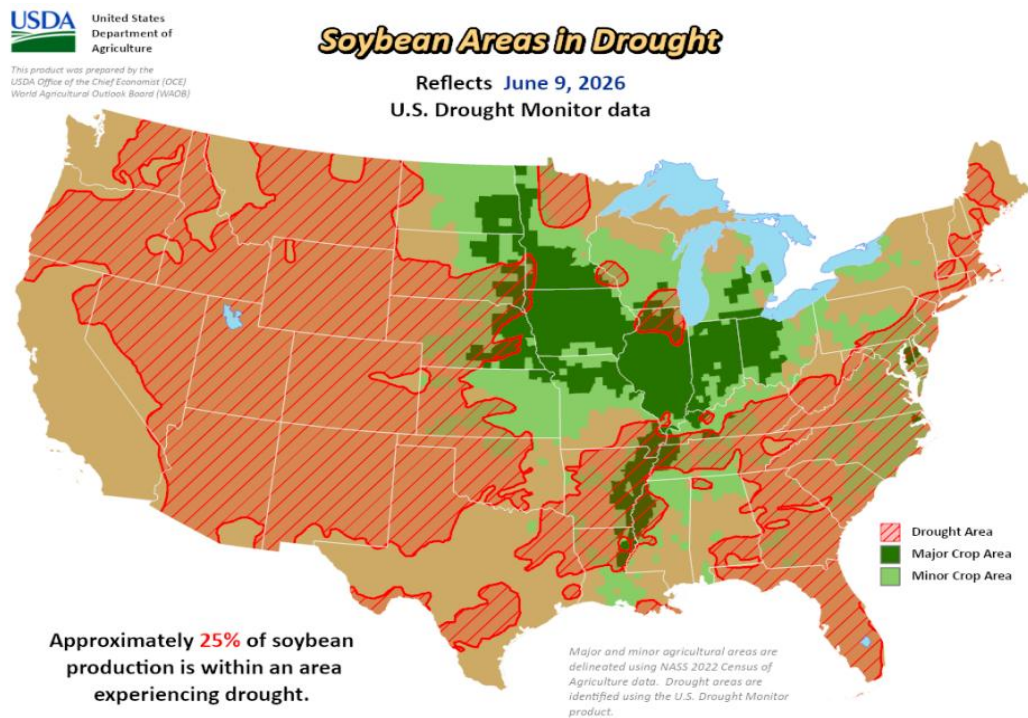 USDA
United States
Department of
Agriculture
This product was prepared by the
USDA Office of the Chief Economist (OCE)
World Agricultural Outlook Board (WAOB)
Soybean Areas in Drought
Reflects June 9, 2026
U.S. Drought Monitor data
Drought Area
Major Crop Area
Minor Crop Area
Approximately 25% of soybean
production is within an area
experiencing drought.
Major and minor agricultural areas are
delineated using NASS 2022 Census of
Agriculture data. Drought areas are
identified using the U.S. Drought Monitor
product.